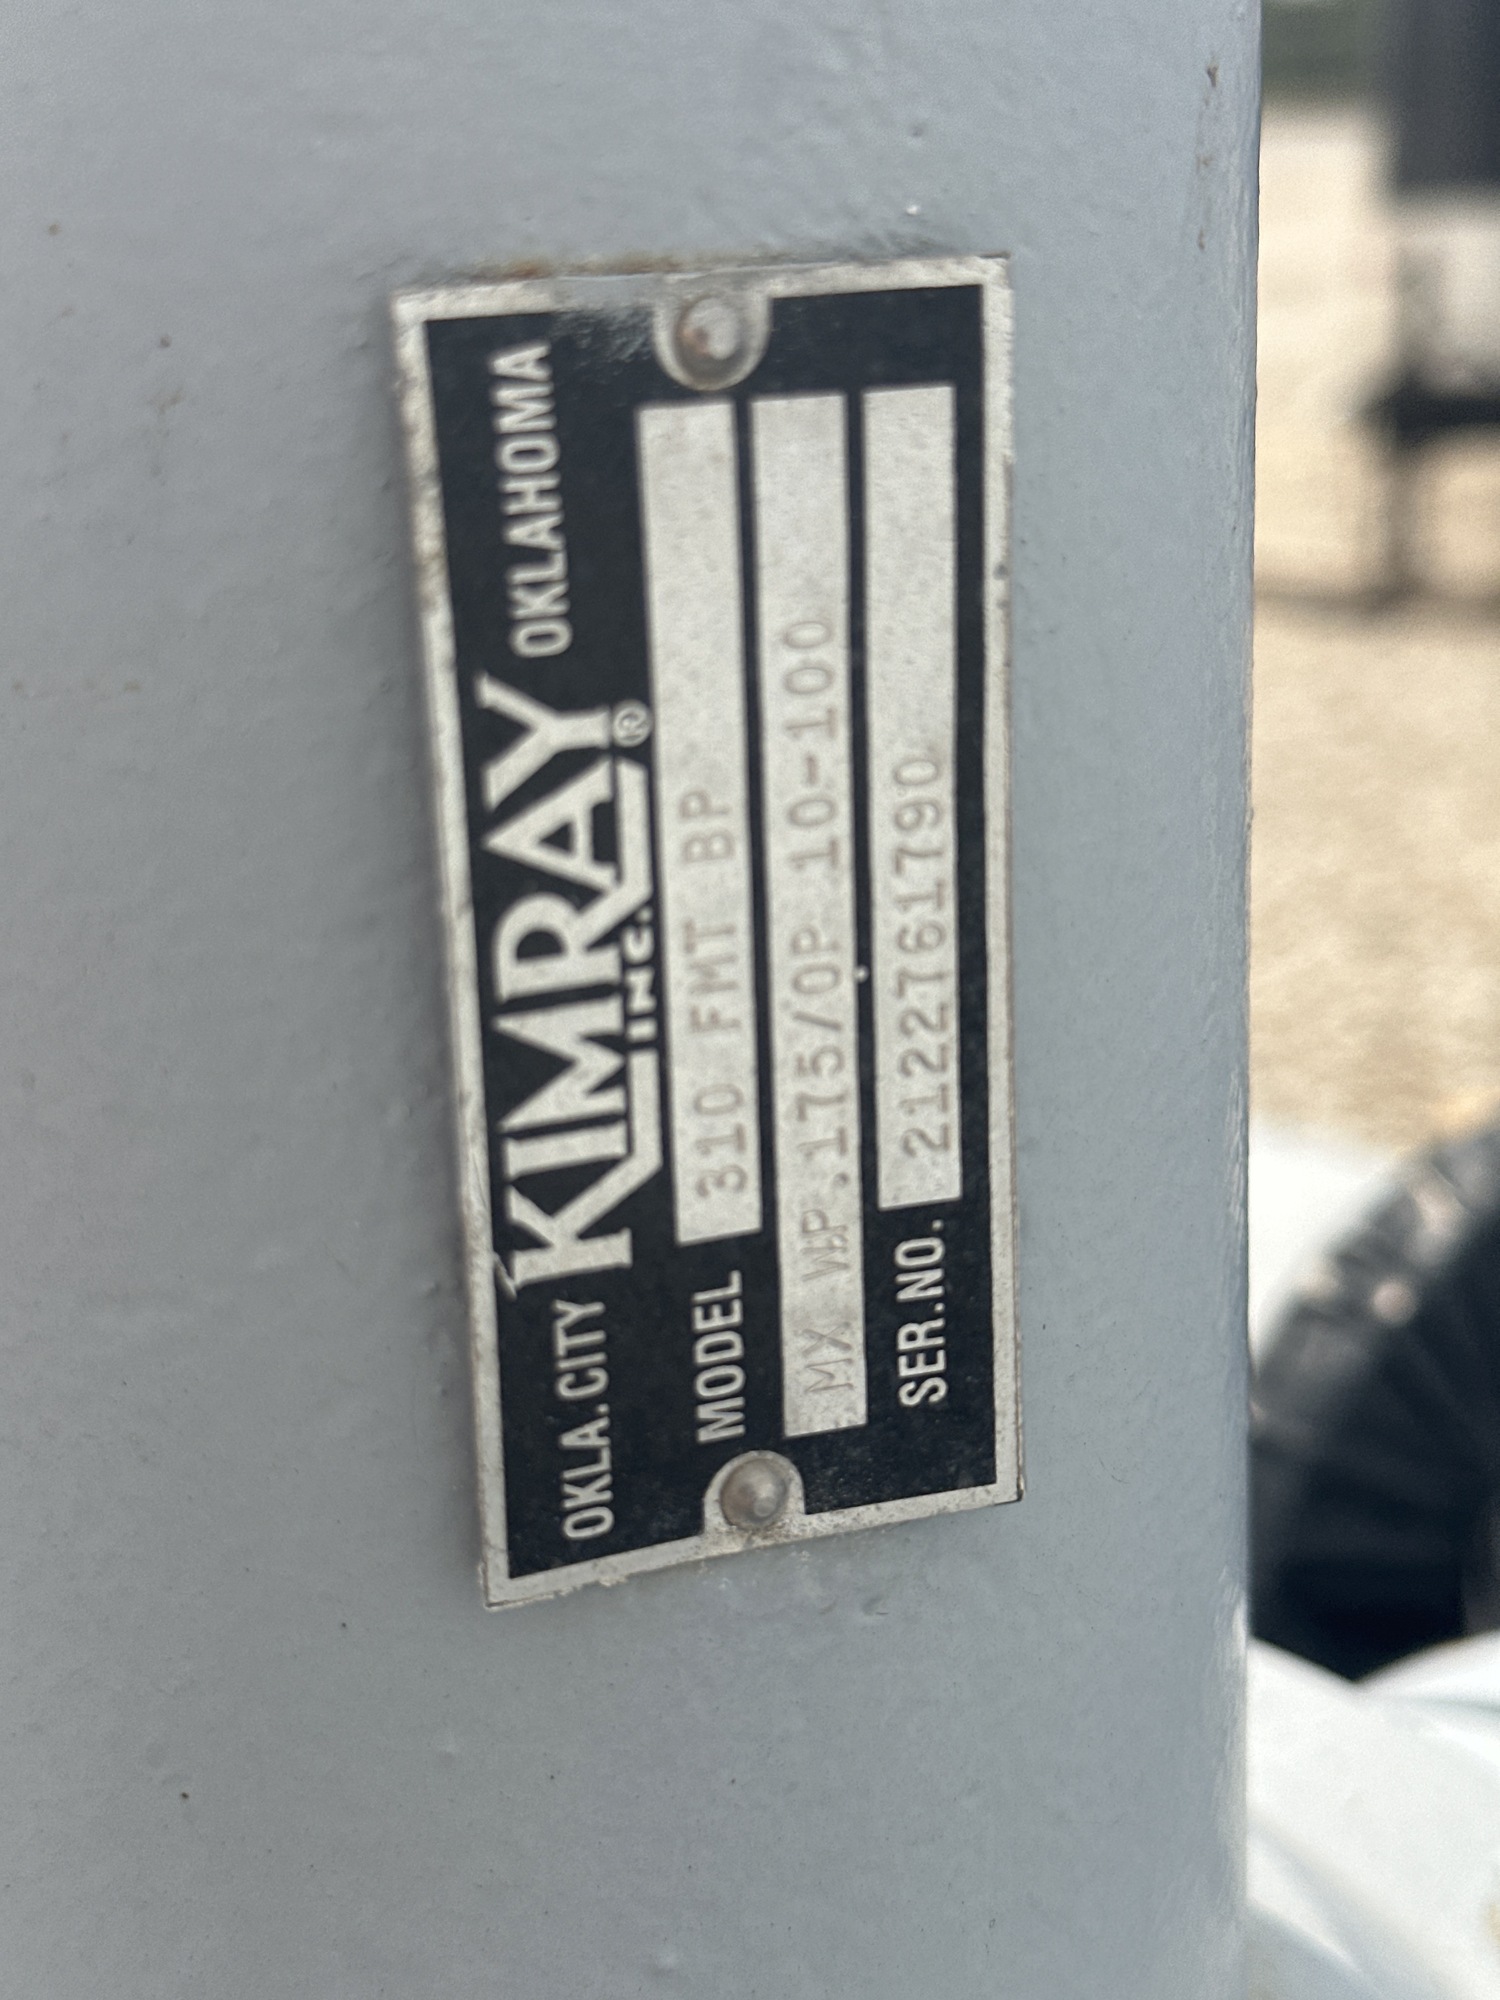 OKLA.CITY KIMRAY® OKLAHOMA
INC.
MODEL 310 FMT BP
MX WP.175/OP 10-100
SER.NO. 2122761790